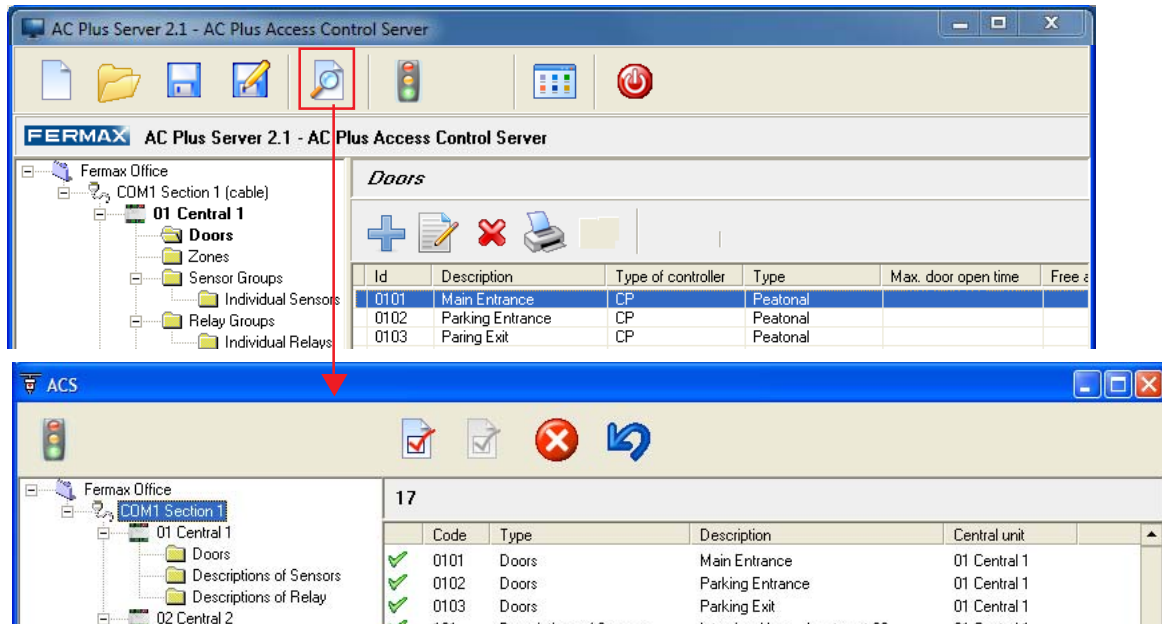 AC Plus Server 2.1 - AC Plus Access Control Server
FERMAX AC Plus Server 2.1 - AC Plus Access Control Server
Fermax Office
COM1 Section 1 (cable)
01 Central 1
Doors
Zones
Sensor Groups
Individual Sensors
Relay Groups
Individual Relays
Doors
Id Description Type of controller Type Max. door open time Free
0101 Main Entrance CP Peatonal
0102 Parking Entrance CP Peatonal
0103 Paring Exit CP Peatonal
ACS
Fermax Office
COM1 Section 1
01 Central 1
Doors
Descriptions of Sensors
Descriptions of Relay
02 Central 2
17
Code Type Description Central unit
0101 Doors Main Entrance 01 Central 1
0102 Doors Parking Entrance 01 Central 1
0103 Doors Parking Exit 01 Central 1